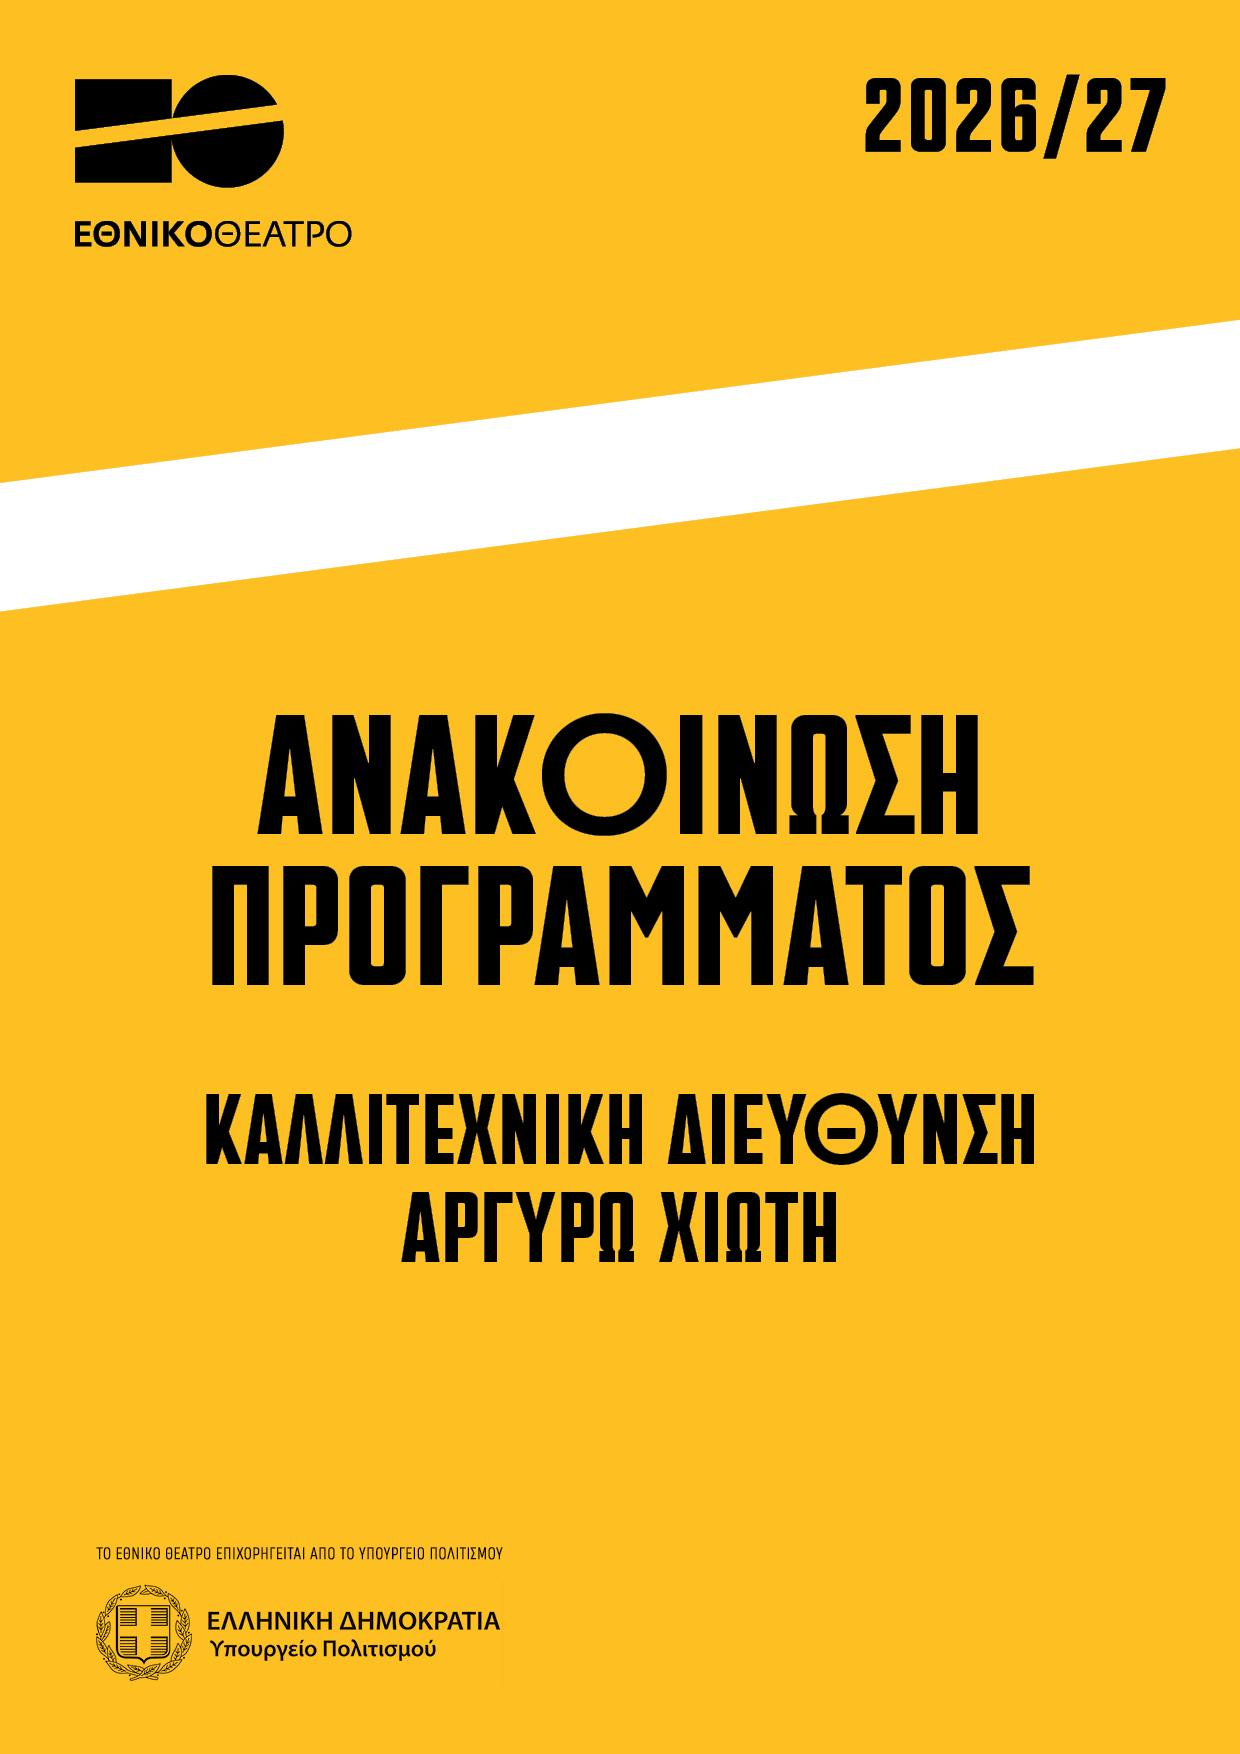 ΕΘΝΙΚΟΘΕΑΤΡΟ
2026/27
ΑΝΑΚΟΙΝΩΣΗ
ΠΡΟΓΡΑΜΜΑΤΟΣ
ΚΑΛΛΙΤΕΧΝΙΚΗ ΔΙΕΥΘΥΝΣΗ
ΑΡΓΥΡΩ ΧΙΩΤΗ
ΤΟ ΕΘΝΙΚΟ ΘΕΑΤΡΟ ΕΠΙΧΟΡΗΓΕΙΤΑΙ ΑΠΟ ΤΟ ΥΠΟΥΡΓΕΙΟ ΠΟΛΙΤΙΣΜΟΥ
ΕΛΛΗΝΙΚΗ ΔΗΜΟΚΡΑΤΙΑ
Υπουργείο Πολιτισμού